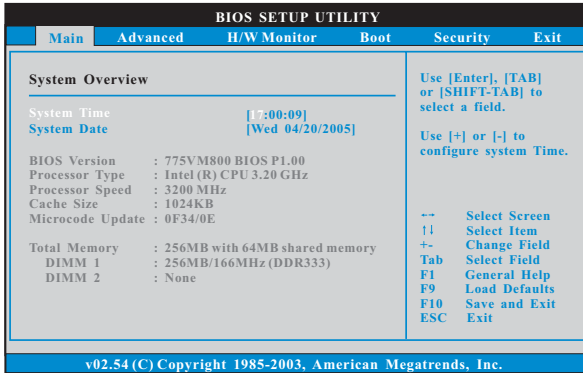 BIOS SETUP UTILITY
Main Advanced H/W Monitor Boot Security Exit
System Overview
System Time [17:00:09]
System Date [Wed 04/20/2005]
BIOS Version : 775VM800 BIOS P1.00
Processor Type : Intel (R) CPU 3.20 GHz
Processor Speed : 3200 MHz
Cache Size : 1024KB
Microcode Update : 0F34/0E
Total Memory : 256MB with 64MB shared memory
DIMM 1 : 256MB/166MHz (DDR333)
DIMM 2 : None
Use [Enter], [TAB]
or [SHIFT-TAB] to
select a field.
Use [+] or [-] to
configure system Time.
←→ Select Screen
↑↓ Select Item
+- Change Field
Tab Select Field
F1 General Help
F9 Load Defaults
F10 Save and Exit
ESC Exit
v02.54 (C) Copyright 1985-2003, American Megatrends, Inc.